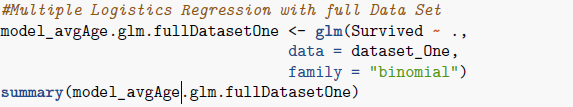 #Multiple Logistics Regression with full Data Set
model_avgAge.glm.fullDatasetOne <- glm(Survived ~ .,
data = dataset_One,
family = "binomial")
summary(model_avgAge.glm.fullDatasetOne)